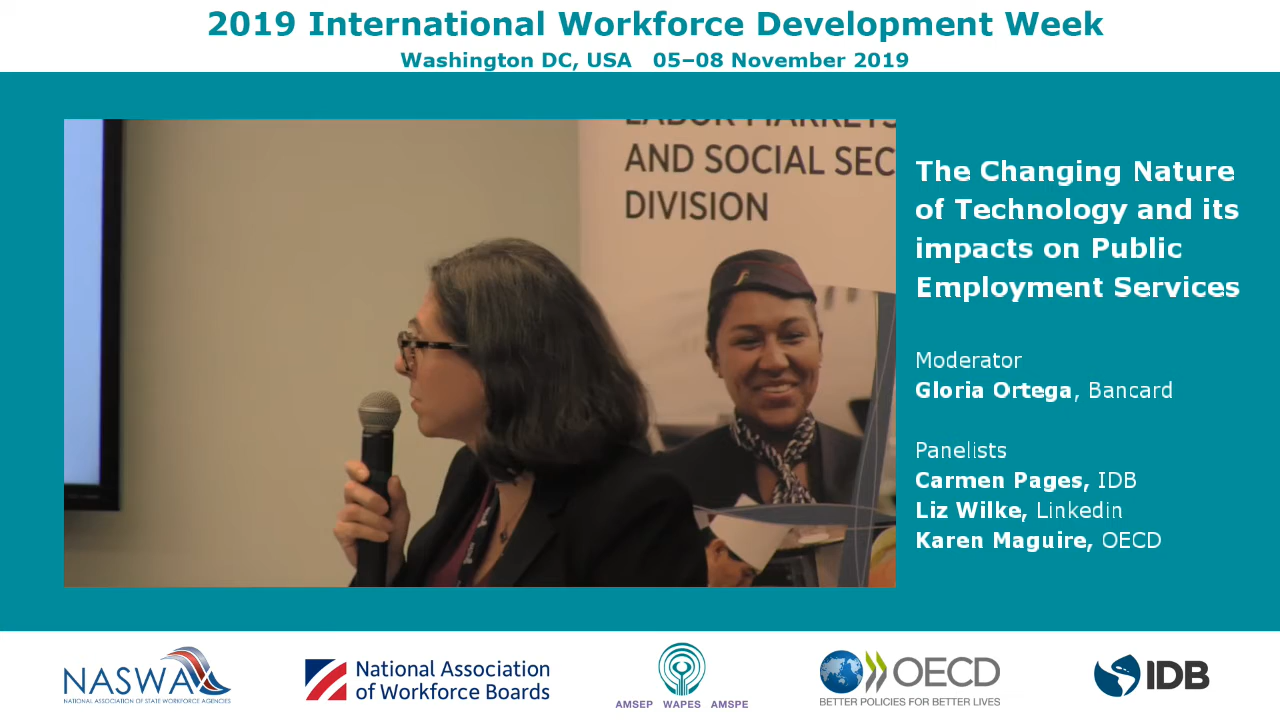 2019 International Workforce Development Week
Washington DC, USA 05–08 November 2019
LABOR MARKETS
AND SOCIAL SEC
DIVISION
The Changing Nature
of Technology and its
impacts on Public
Employment Services
Moderator
Gloria Ortega, Bancard
Panelists
Carmen Pages, IDB
Liz Wilke, Linkedin
Karen Maguire, OECD
NASWA
NATIONAL ASSOCIATION OF STATE WORKFORCE AGENCIES
National Association
of Workforce Boards
AMSEP WAPES AMSPE
OECD
BETTER POLICIES FOR BETTER LIVES
IDB